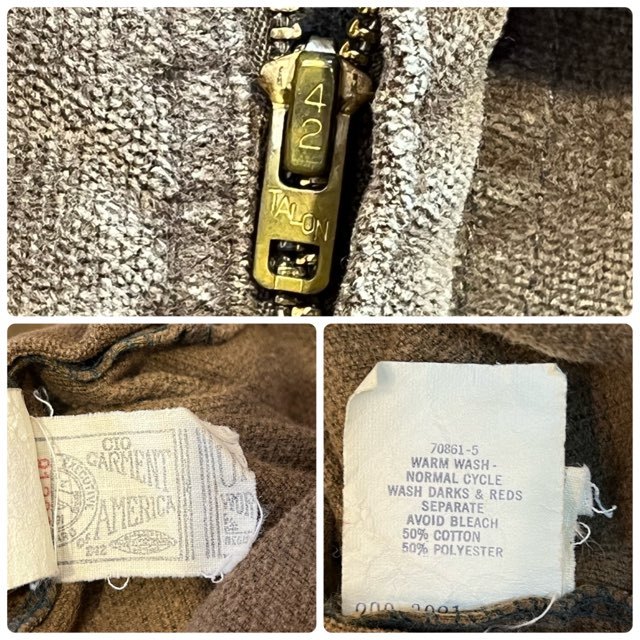 42
TALON
CIO
GARMENT
AMERICA
OF
70861-5
WARM WASH -
NORMAL CYCLE
WASH DARKS & REDS
SEPARATE
AVOID BLEACH
50% COTTON
50% POLYESTER